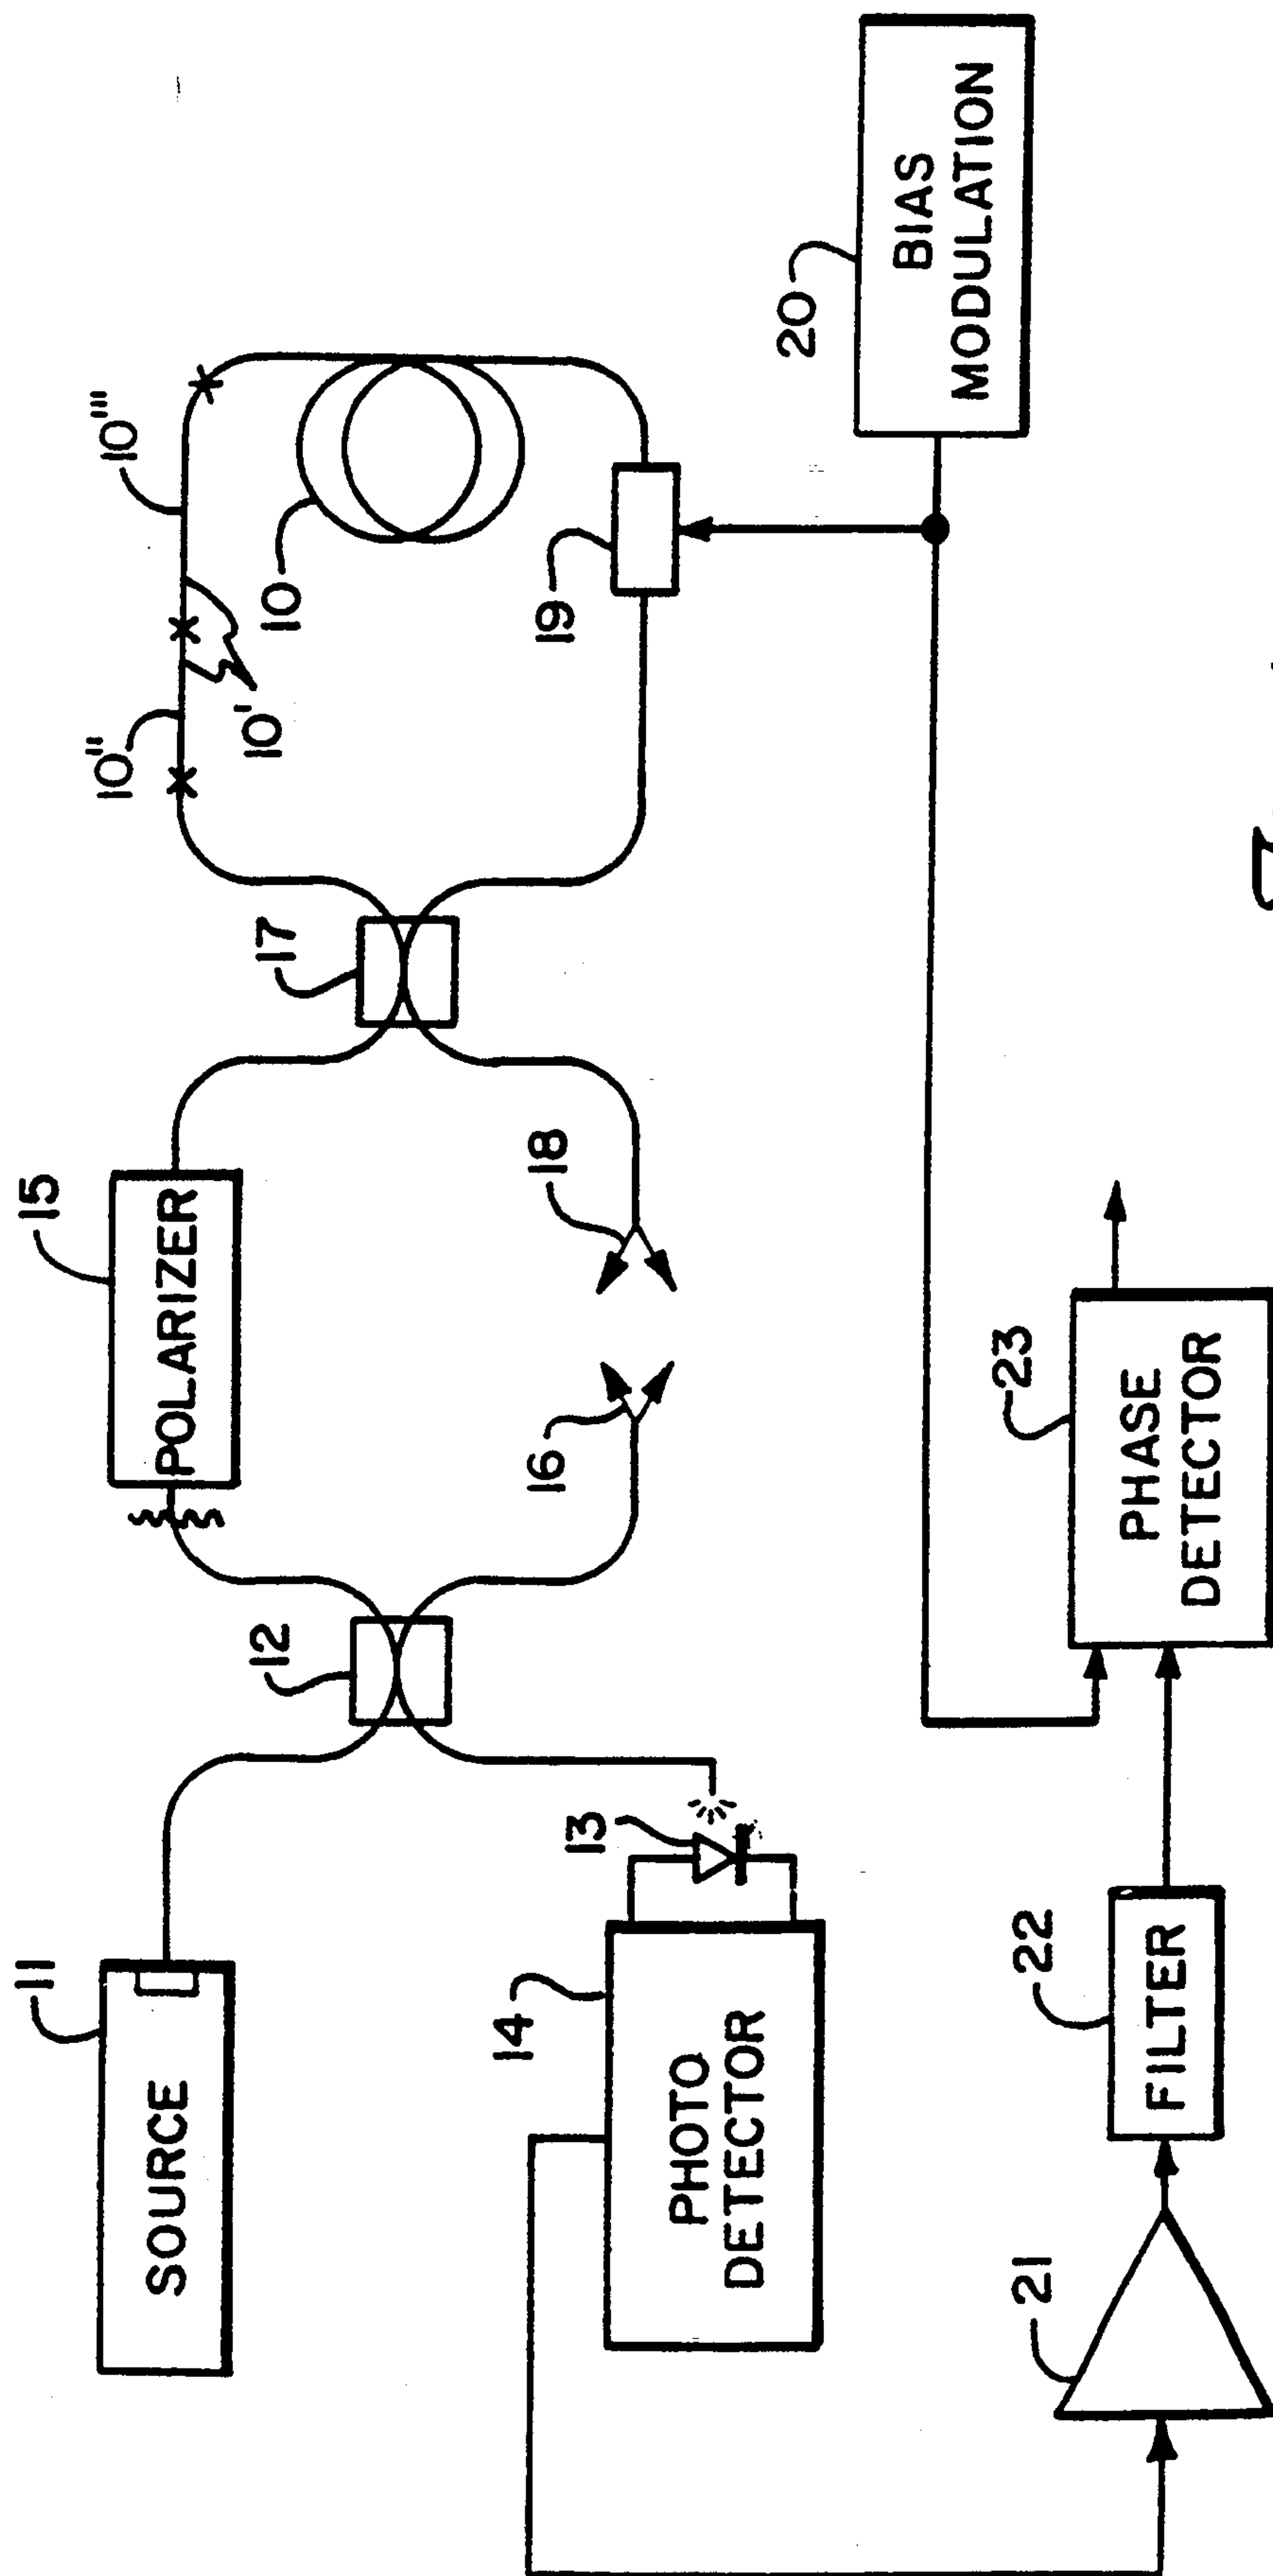 11
SOURCE
12
15
POLARIZER
17
10"
10'
10'''
10
16
18
19
13
14
PHOTO
DETECTOR
20
BIAS
MODULATION
21
22
FILTER
23
PHASE
DETECTOR